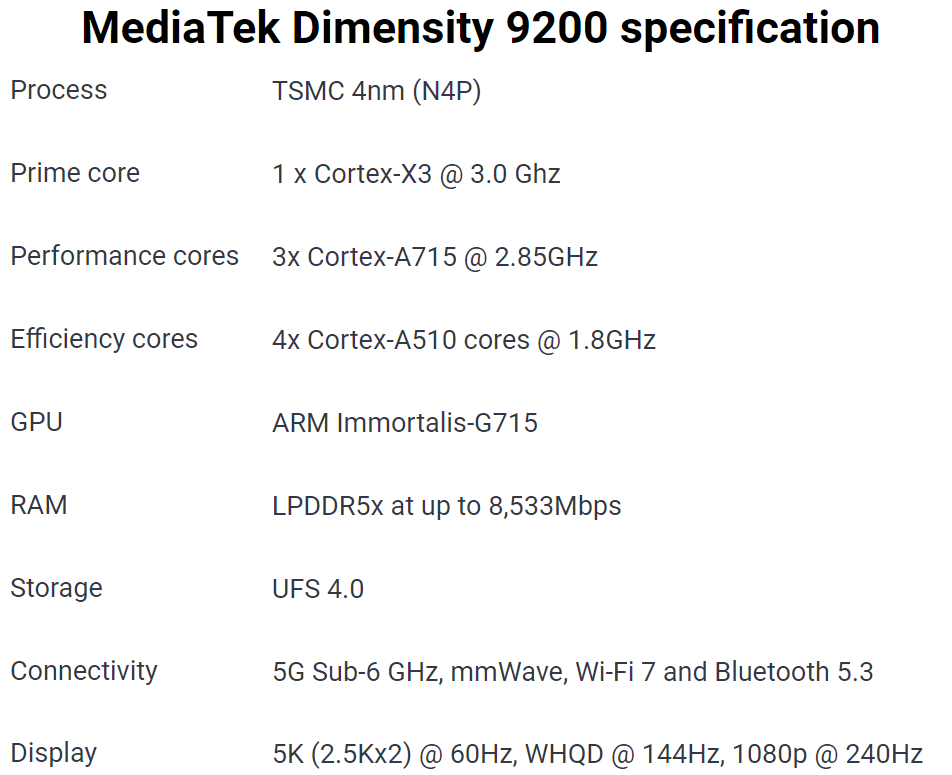 MediaTek Dimensity 9200 specification
Process TSMC 4nm (N4P)
Prime core 1 x Cortex-X3 @ 3.0 Ghz
Performance cores 3x Cortex-A715 @ 2.85GHz
Efficiency cores 4x Cortex-A510 cores @ 1.8GHz
GPU ARM Immortalis-G715
RAM LPDDR5x at up to 8,533Mbps
Storage UFS 4.0
Connectivity 5G Sub-6 GHz, mmWave, Wi-Fi 7 and Bluetooth 5.3
Display 5K (2.5Kx2) @ 60Hz, WHQD @ 144Hz, 1080p @ 240Hz